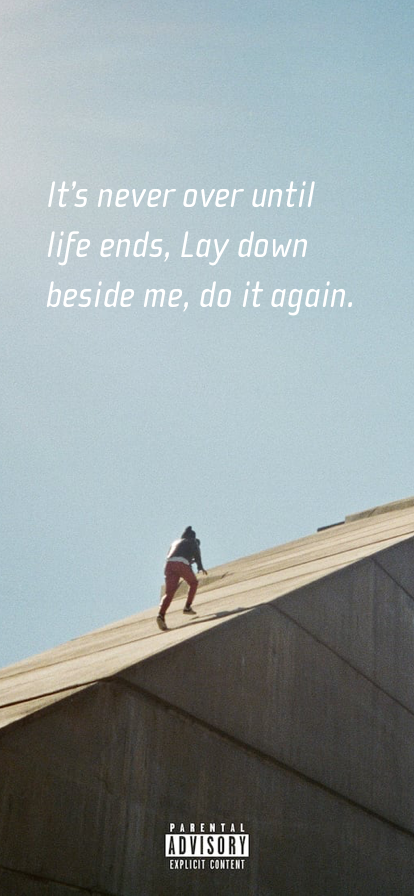 It's never over until
life ends, Lay down
beside me, do it again.
PARENTAL
ADVISORY
EXPLICIT CONTENT